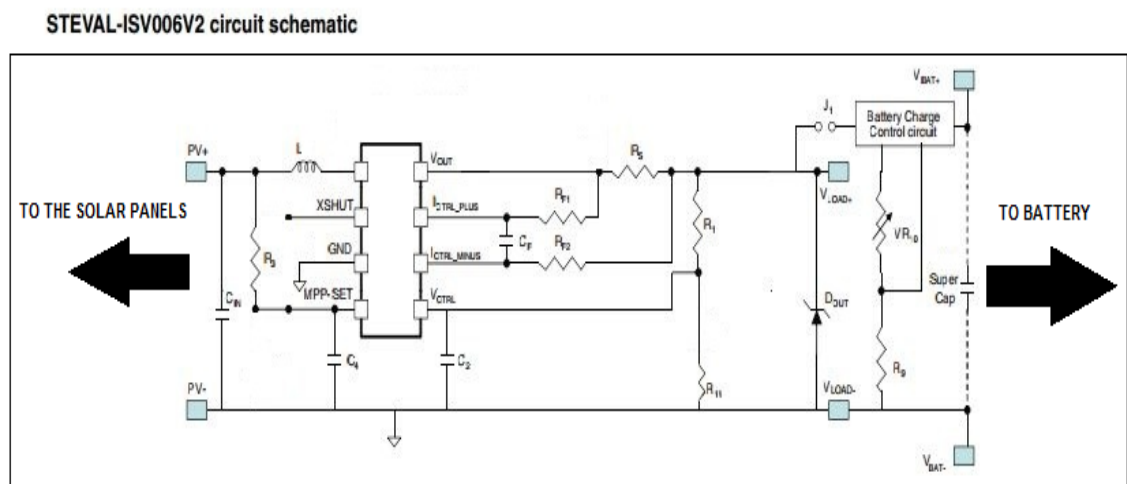 STEVAL-ISV006V2 circuit schematic
VBAT+
J1
Battery Charge
Control circuit
PV+
L
VOUT
RS
TO THE SOLAR PANELS
XSHUT
ICTRL_PLUS
RF1
VLOAD+
TO BATTERY
R1
VR10
GND
CF
RF2
ICTRL_MINUS
R3
MPP-SET
VCTRL
CIN
DOUT
Super
Cap
C4
C2
R9
PV-
R11
VLOAD-
VBAT-